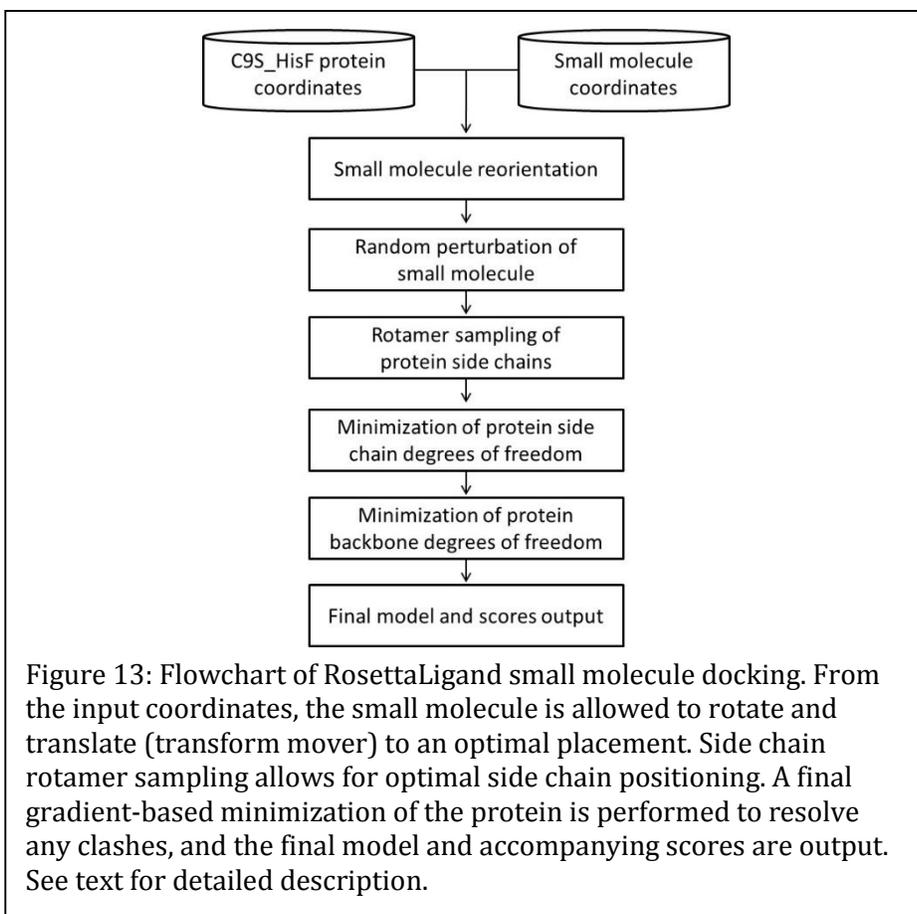 C9S_HisF protein
coordinates
Small molecule
coordinates
Small molecule reorientation
Random perturbation of
small molecule
Rotamer sampling of
protein side chains
Minimization of protein side
chain degrees of freedom
Minimization of protein
backbone degrees of freedom
Final model and scores output
Figure 13: Flowchart of RosettaLigand small molecule docking. From
the input coordinates, the small molecule is allowed to rotate and
translate (transform mover) to an optimal placement. Side chain
rotamer sampling allows for optimal side chain positioning. A final
gradient-based minimization of the protein is performed to resolve
any clashes, and the final model and accompanying scores are output.
See text for detailed description.